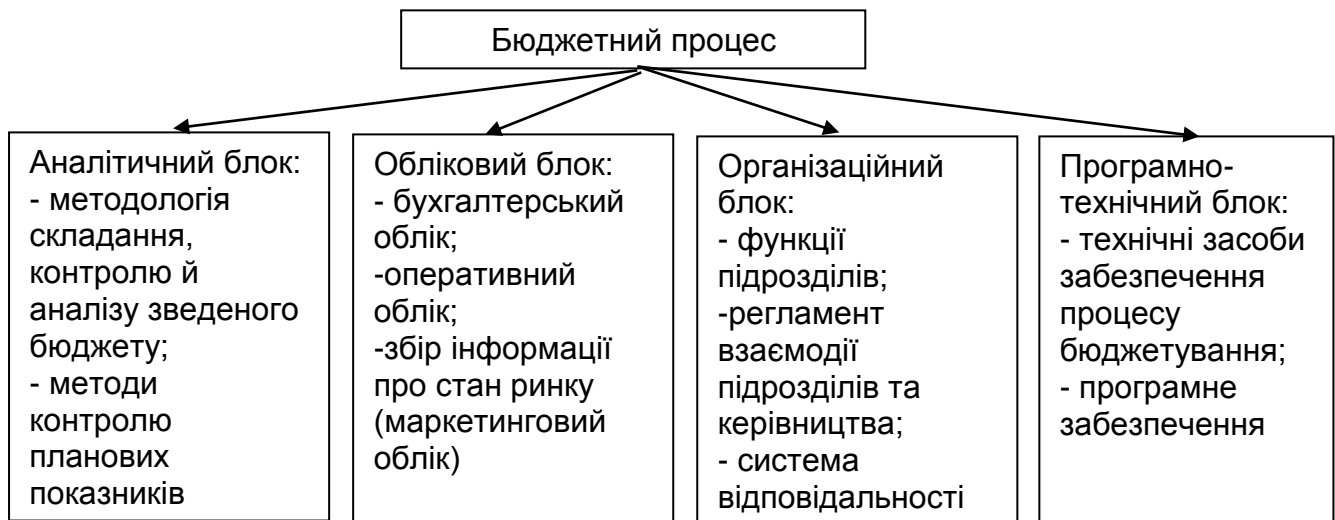 Бюджетний процес
Аналітичний блок:
- методологія
складання,
контролю й
аналізу зведеного
бюджету;
- методи
контролю
планових
показників
Обліковий блок:
- бухгалтерський
облік;
-оперативний
облік;
-збір інформації
про стан ринку
(маркетинговий
облік)
Організаційний
блок:
- функції
підрозділів;
-регламент
взаємодії
підрозділів та
керівництва;
- система
відповідальності
Програмно-
технічний блок:
- технічні засоби
забезпечення
процесу
бюджетування;
- програмне
забезпечення